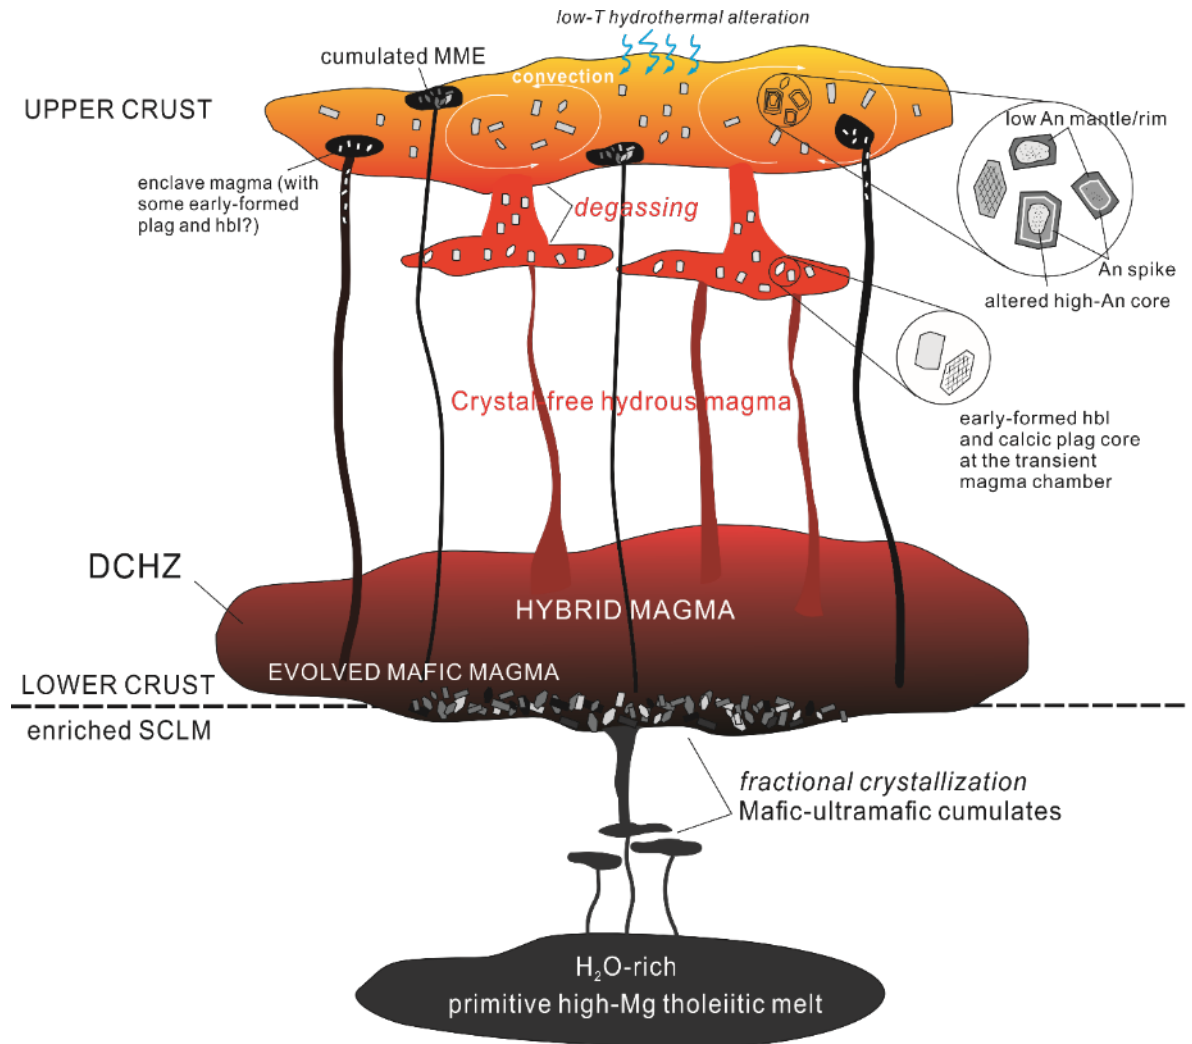 low-T hydrothermal alteration
cumulated MME
convection
UPPER CRUST
low An mantle/rim
enclave magma (with
some early-formed
plag and hbl?)
degassing
An spike
altered high-An core
Crystal-free hydrous magma
early-formed hbl
and calcic plag core
at the transient
magma chamber
DCHZ
HYBRID MAGMA
EVOLVED MAFIC MAGMA
LOWER CRUST
enriched SCLM
fractional crystallization
Mafic-ultramafic cumulates
H₂O-rich
primitive high-Mg tholeiitic melt